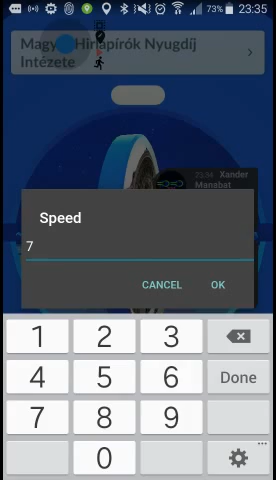 73% 23:35
Magyar Hírlapírók Nyugdíj
Intézete
23:34 Xander
Manabat
Speed
7
CANCEL OK
1 2 3
4 5 6 Done
7 8 9
0